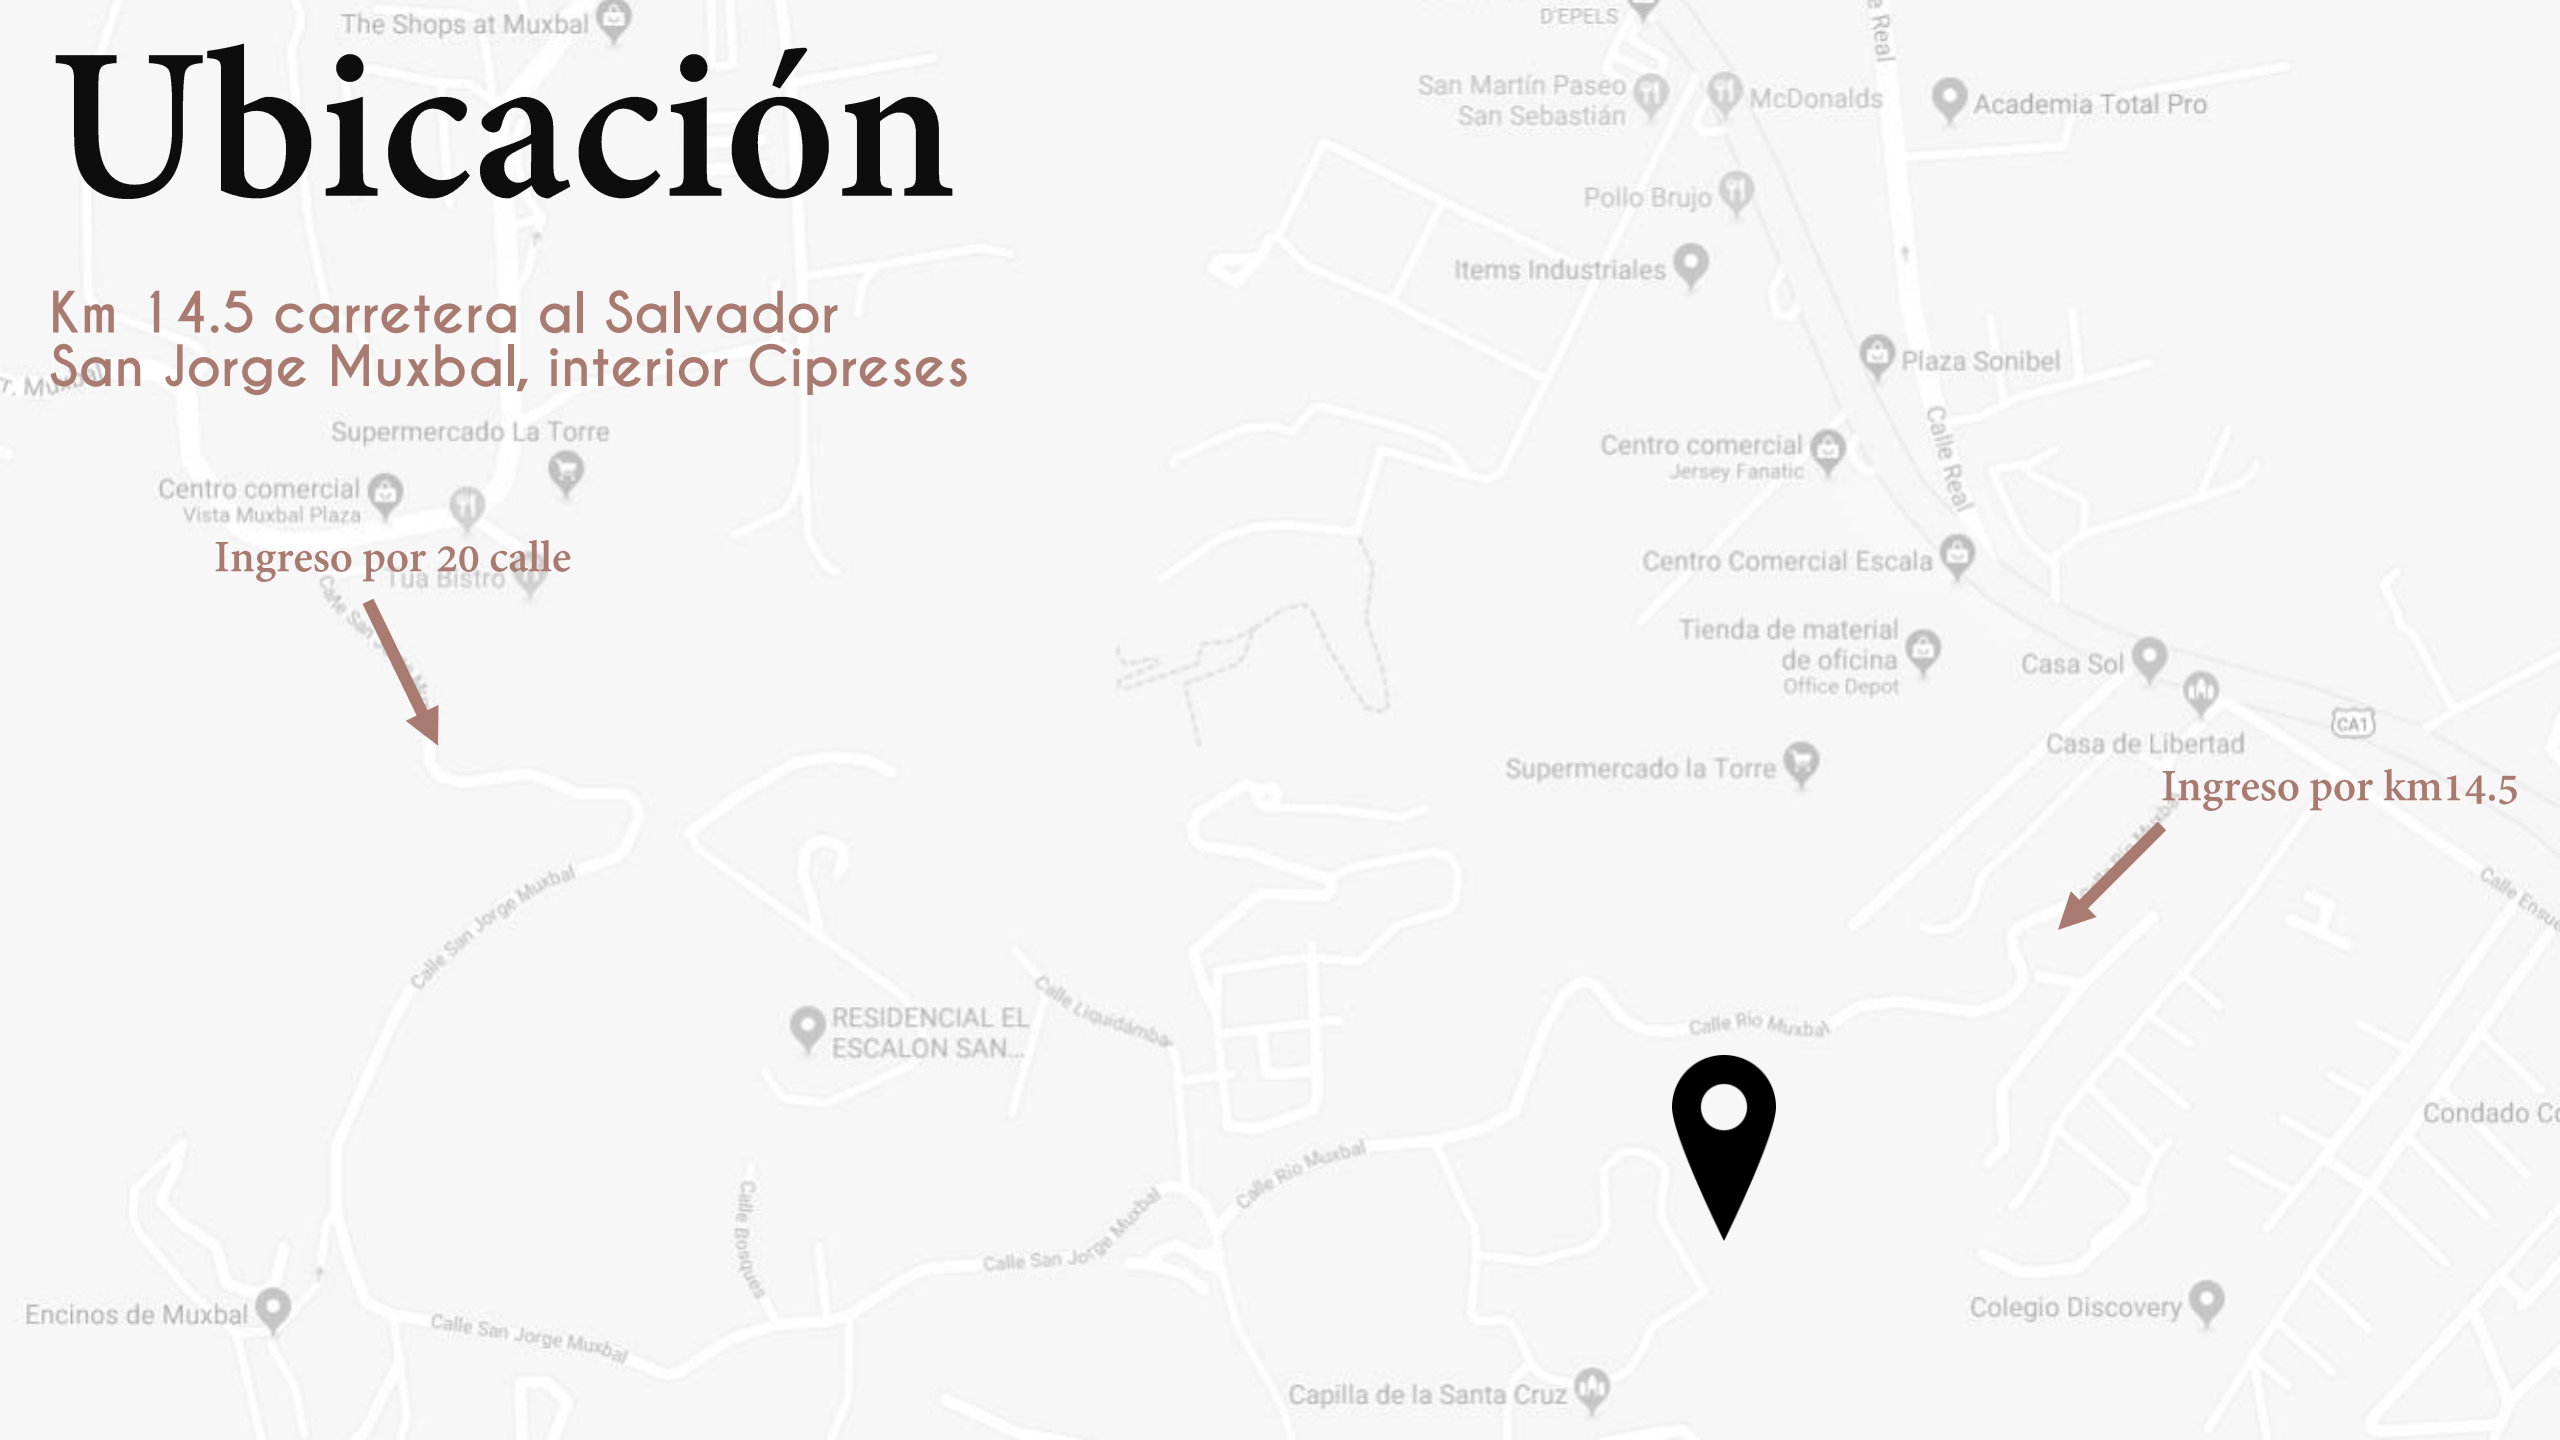 The Shops at Muxbal
Ubicación
Km 14.5 carretera al Salvador
San Jorge Muxbal, interior Cipreses
Supermercado La Torre
Centro comercial
Vista Muxbal Plaza
Ingreso por 20 calle
Tua Bistro
D'EPELS
San Martín Paseo
San Sebastián
McDonalds
Academia Total Pro
Pollo Brujo
Items Industriales
Plaza Sonibel
Centro comercial
Jersey Fanatic
Calle Real
Centro Comercial Escala
Tienda de material
de oficina
Office Depot
Casa Sol
CA1
Casa de Libertad
Supermercado la Torre
Ingreso por km14.5
Calle San Jorge Muxbal
RESIDENCIAL EL
ESCALON SAN...
Calle Liquidámbar
Calle Río Muxbal
Calle Río Muxbal
Calle Bosques
Calle San Jorge Muxbal
Encinos de Muxbal
Calle San Jorge Muxbal
Colegio Discovery
Capilla de la Santa Cruz
Condado